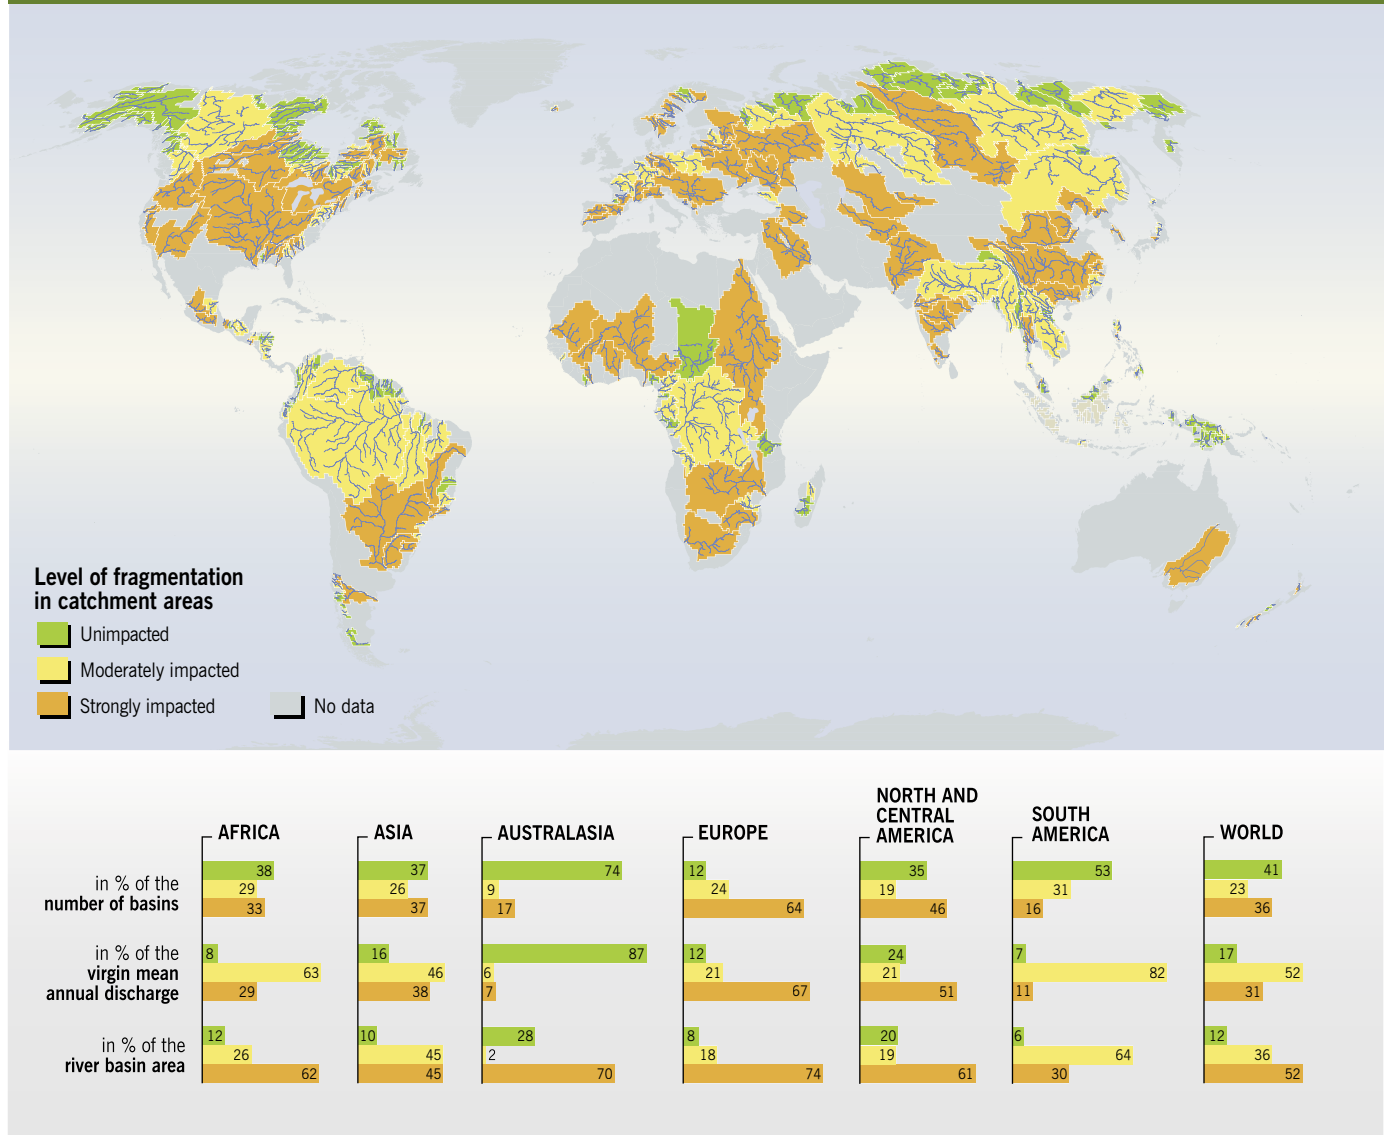 Level of fragmentation
in catchment areas
Unimpacted
Moderately impacted
Strongly impacted
No data
AFRICA
ASIA
AUSTRALASIA
EUROPE
NORTH AND
CENTRAL
AMERICA
SOUTH
AMERICA
WORLD
in % of the
number of basins
38
29
33
37
26
37
74
9
17
12
24
64
35
19
46
53
31
16
41
23
36
in % of the
virgin mean
annual discharge
8
63
29
16
46
38
87
6
7
12
21
67
24
21
51
7
82
11
17
52
31
in % of the
river basin area
12
26
62
10
45
45
28
2
70
8
18
74
20
19
61
6
64
30
12
36
52